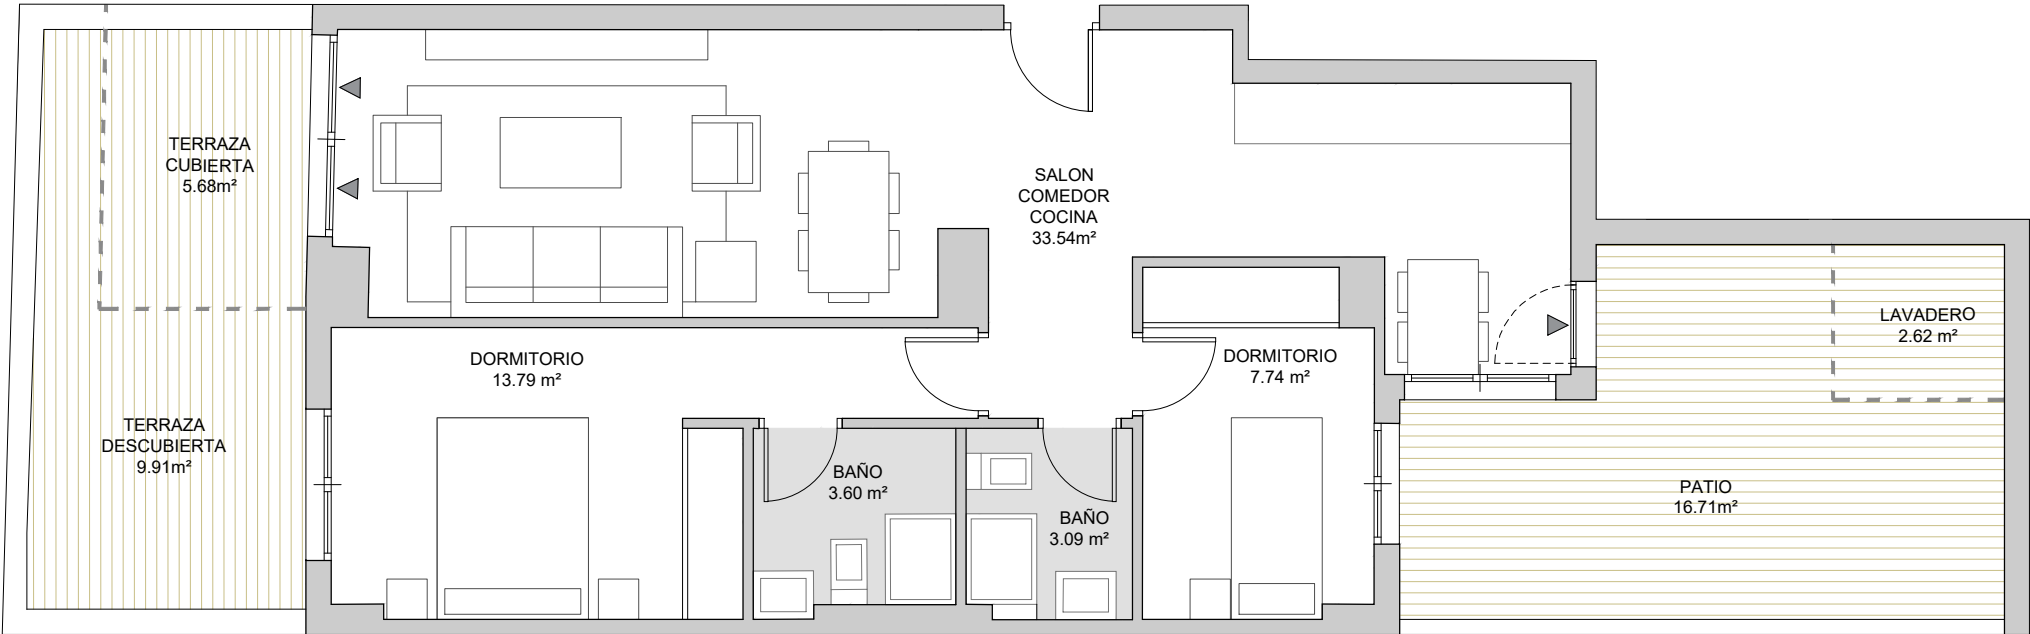 TERRAZA
CUBIERTA
5.68m²
SALON
COMEDOR
COCINA
33.54m²
LAVADERO
2.62 m²
DORMITORIO
13.79 m²
DORMITORIO
7.74 m²
TERRAZA
DESCUBIERTA
9.91m²
BAÑO
3.60 m²
BAÑO
3.09 m²
PATIO
16.71m²